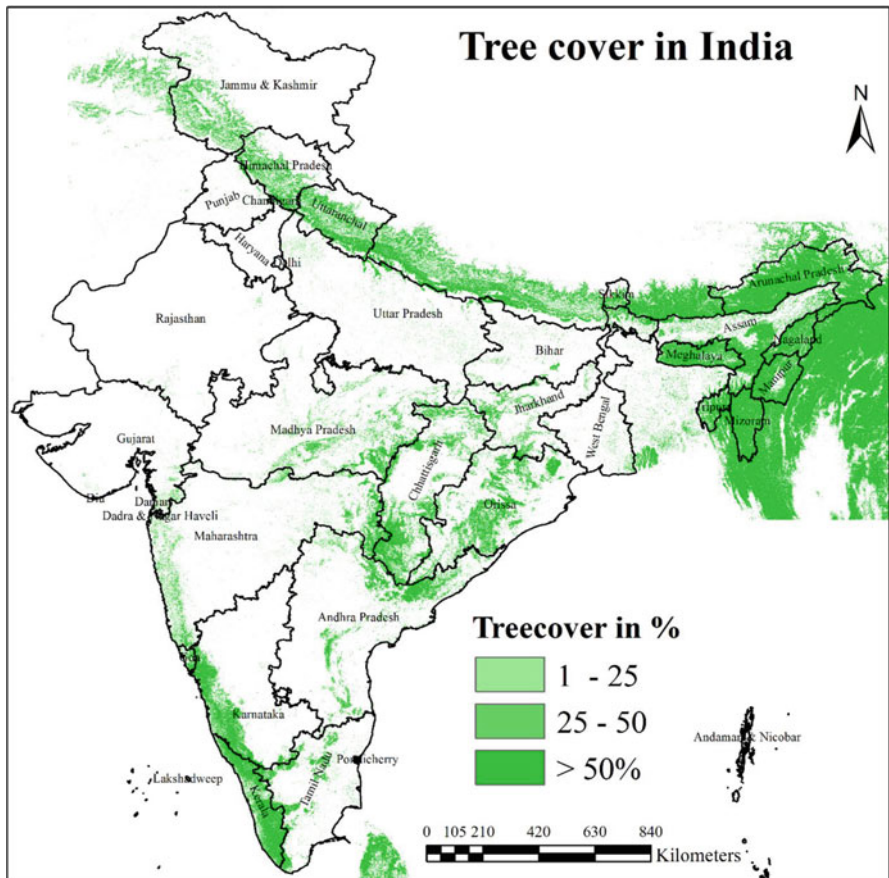 Tree cover in India
N
Jammu & Kashmir
Himachal Pradesh
Punjab
Chandigarh
Uttaranchal
Haryana
Delhi
Arunachal Pradesh
Sikkim
Rajasthan
Uttar Pradesh
Assam
Nagaland
Bihar
Meghalaya
Manipur
Jharkhand
Tripura
Mizoram
West Bengal
Madhya Pradesh
Gujarat
Chhattisgarh
Diu
Daman
Orissa
Dadra & Nagar Haveli
Maharashtra
Andhra Pradesh
Treecover in %
1 - 25
25 - 50
> 50%
Goa
Karnataka
Andaman & Nicobar
Pondicherry
Lakshadweep
Kerala
Tamil Nadu
0 105 210 420 630 840
Kilometers